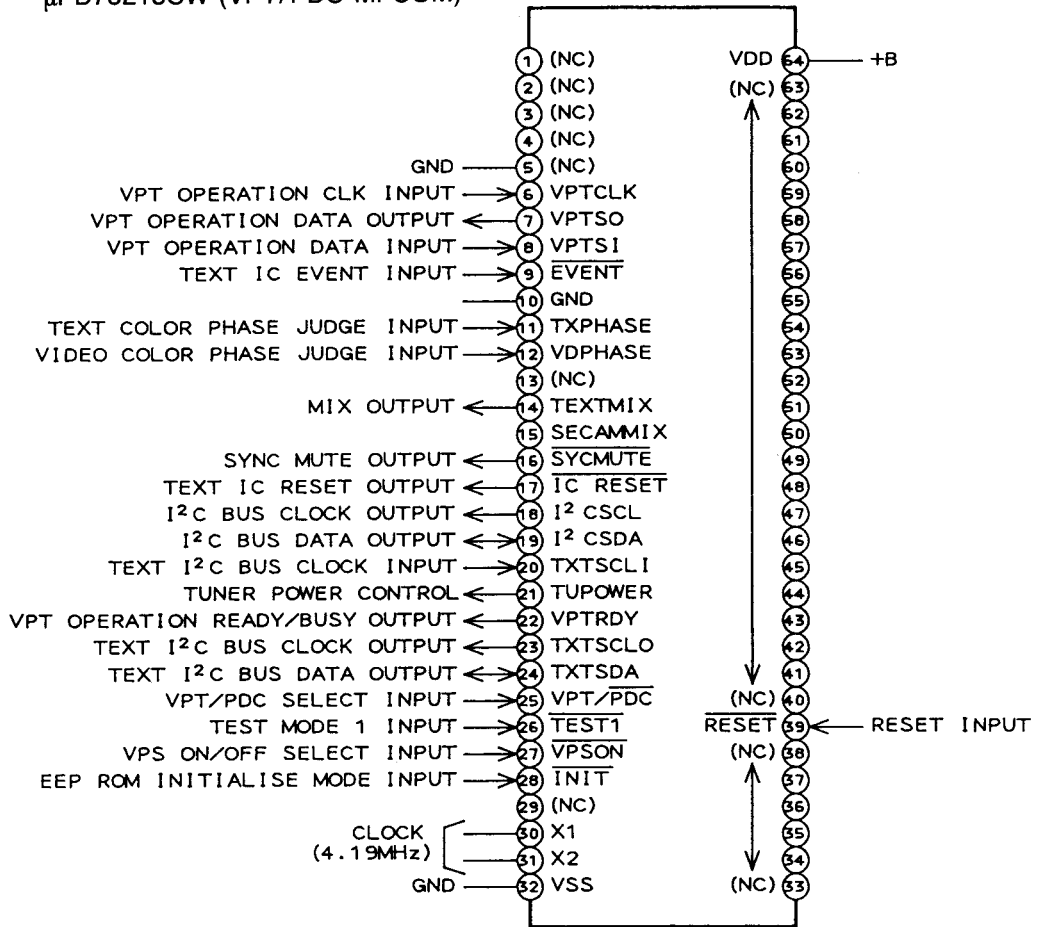 1 (NC) VDD 64 +B
2 (NC) (NC) 63
3 (NC) 62
4 (NC) 61
GND 5 (NC) 60
VPT OPERATION CLK INPUT 6 VPTCLK 59
VPT OPERATION DATA OUTPUT 7 VPTSO 58
VPT OPERATION DATA INPUT 8 VPTSI 57
TEXT IC EVENT INPUT 9 EVENT 56
10 GND 55
TEXT COLOR PHASE JUDGE INPUT 11 TXPHASE 54
VIDEO COLOR PHASE JUDGE INPUT 12 VDPHASE 53
13 (NC) 52
MIX OUTPUT 14 TEXTMIX 51
15 SECAMMIX 50
SYNC MUTE OUTPUT 16 SYCMUTE 49
TEXT IC RESET OUTPUT 17 IC RESET 48
I²C BUS CLOCK OUTPUT 18 I² CSCL 47
I²C BUS DATA OUTPUT 19 I² CSDA 46
TEXT I²C BUS CLOCK INPUT 20 TXTSCLI 45
TUNER POWER CONTROL 21 TUPOWER 44
VPT OPERATION READY/BUSY OUTPUT 22 VPTRDY 43
TEXT I²C BUS CLOCK OUTPUT 23 TXTSCLO 42
TEXT I²C BUS DATA OUTPUT 24 TXTSDA 41
VPT/PDC SELECT INPUT 25 VPT/PDC (NC) 40
TEST MODE 1 INPUT 26 TEST1 RESET 39 RESET INPUT
VPS ON/OFF SELECT INPUT 27 VPSON (NC) 38
EEP ROM INITIALISE MODE INPUT 28 INIT 37
29 (NC) 36
CLOCK 30 X1 35
(4.19MHz) 31 X2 34
GND 32 VSS (NC) 33